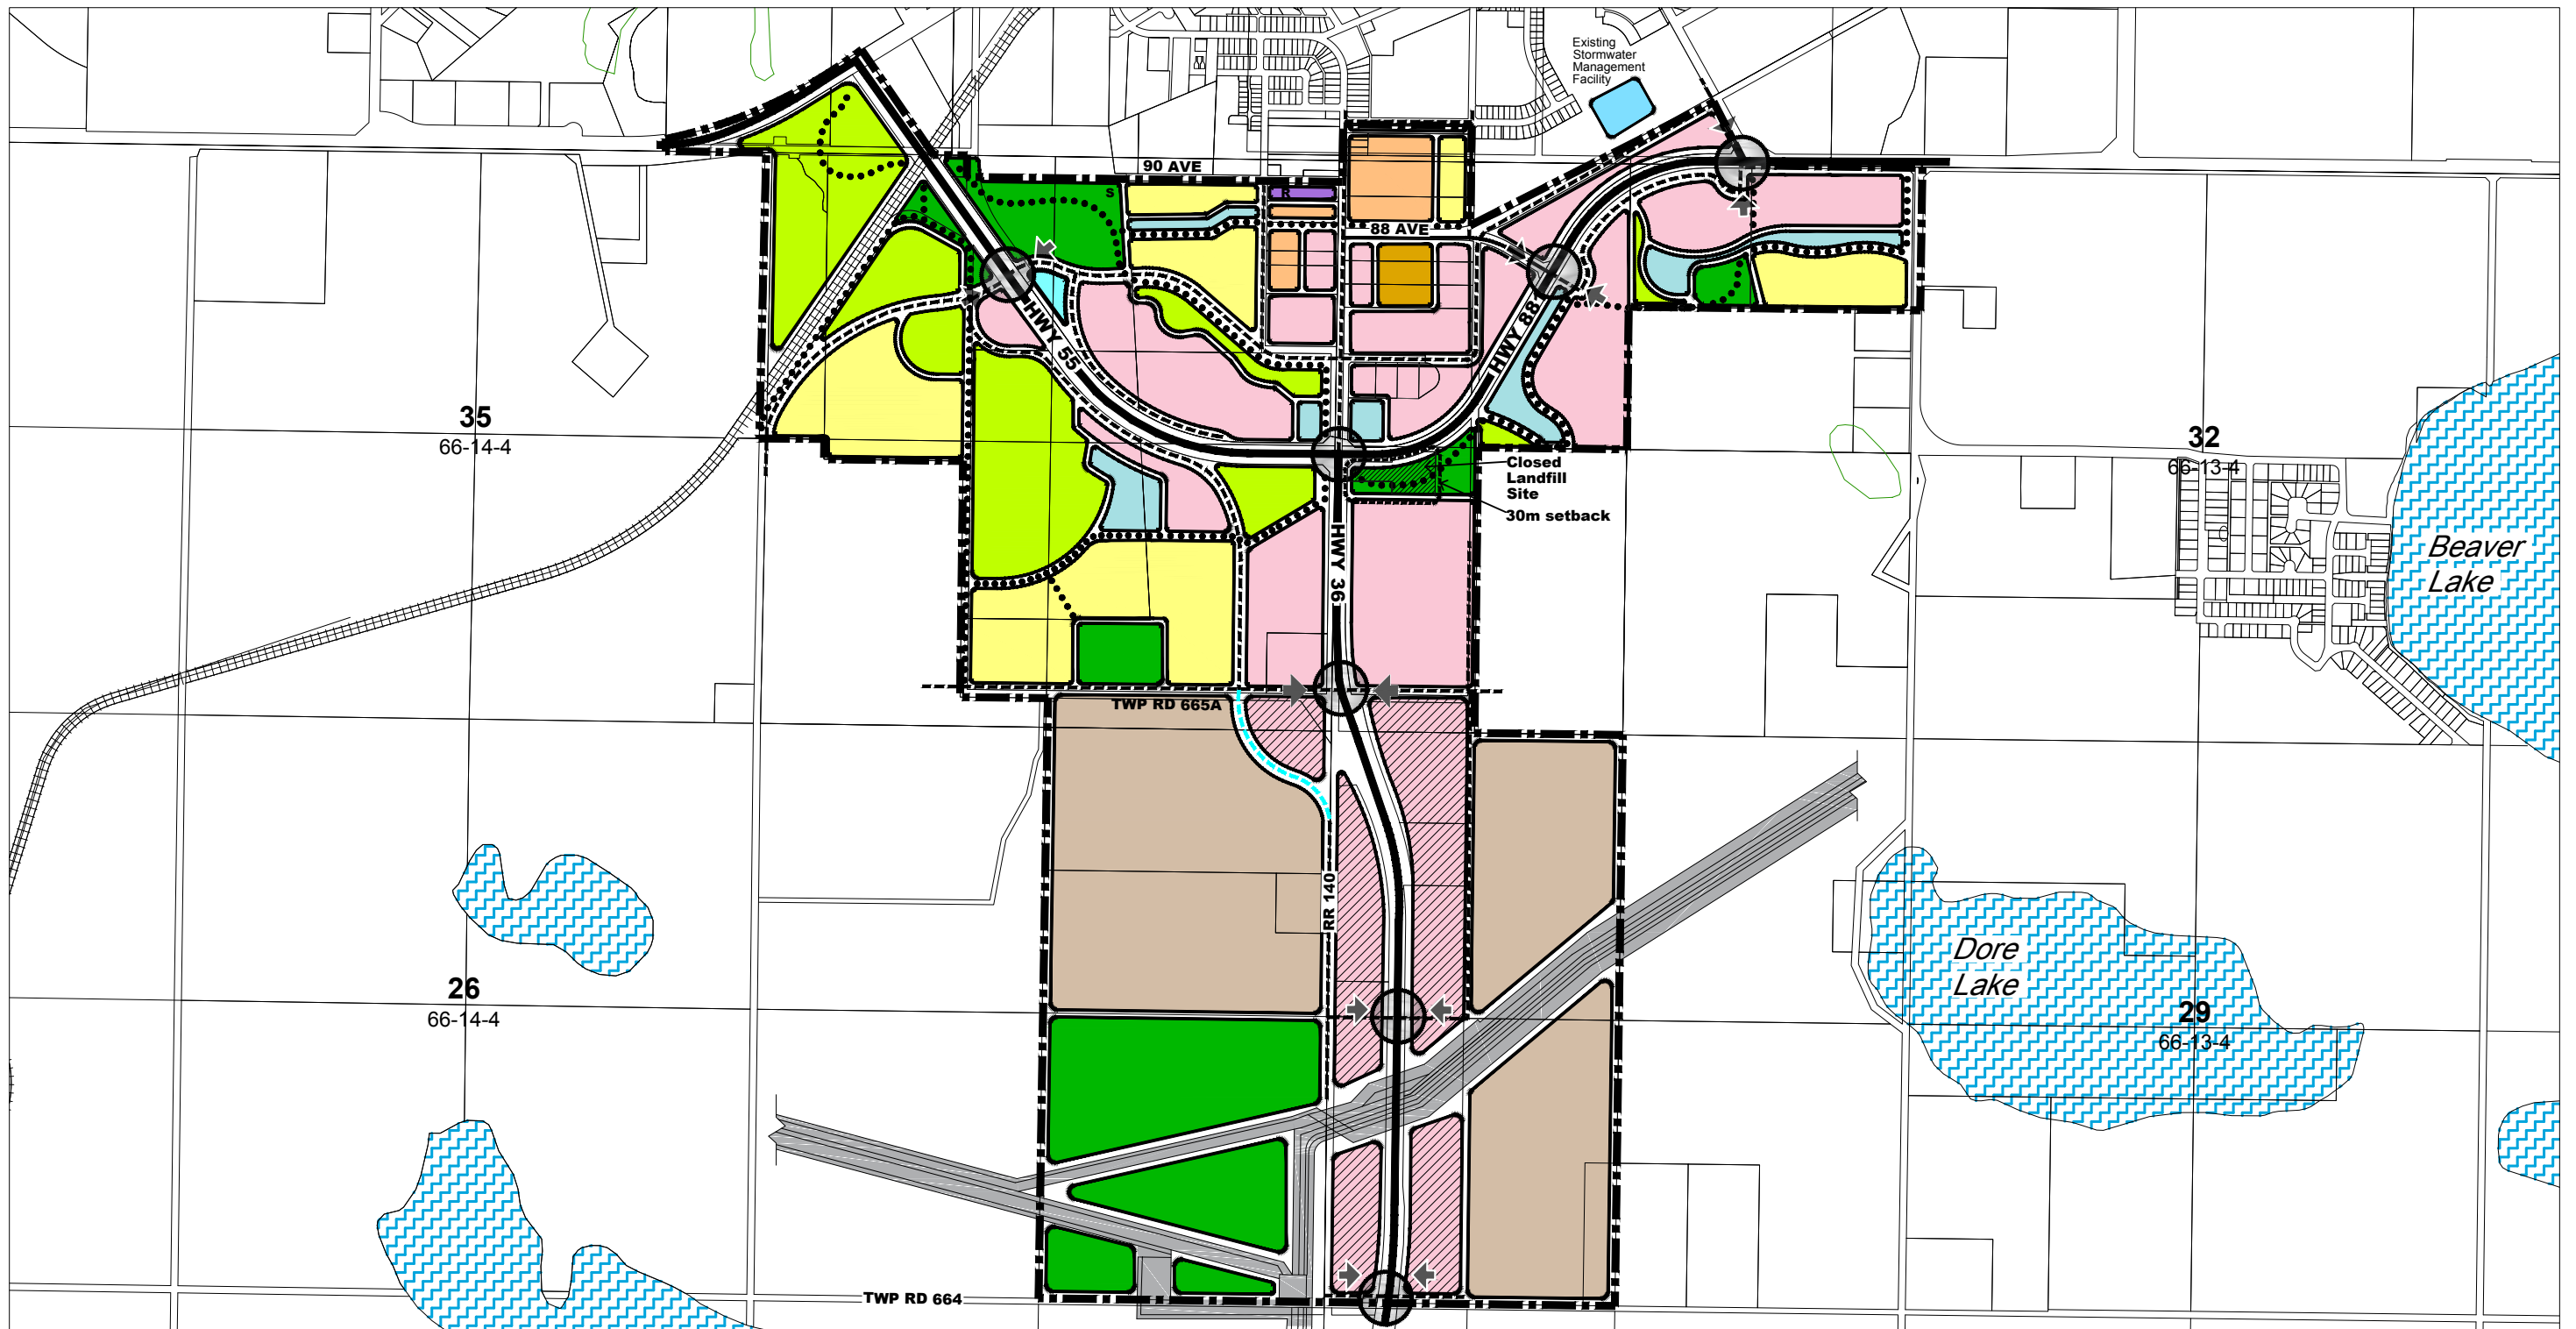 Existing
Stormwater
Management
Facility
90 AVE
S
R
88 AVE
HWY 55
HWY 88
35
66-14-4
32
66-13-4
Closed
Landfill
Site
30m setback
HWY 36
Beaver
Lake
TWP RD 665A
RR 140
Dore
Lake
26
66-14-4
29
66-13-4
TWP RD 664